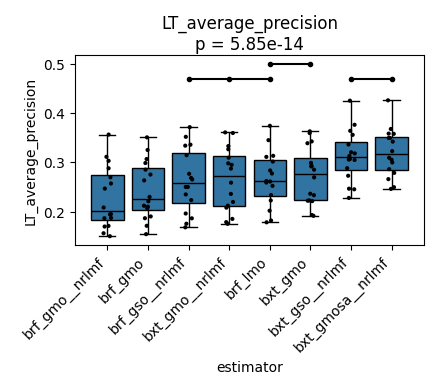 LT_average_precision
p = 5.85e-14
LT_average_precision
0.5
0.4
0.3
0.2
brf_gmo__nrlmf
brf_gmo
brf_gso__nrlmf
bxt_gmo__nrlmf
brf_lmo
bxt_gmo
bxt_gso__nrlmf
bxt_gmosa__nrlmf
estimator